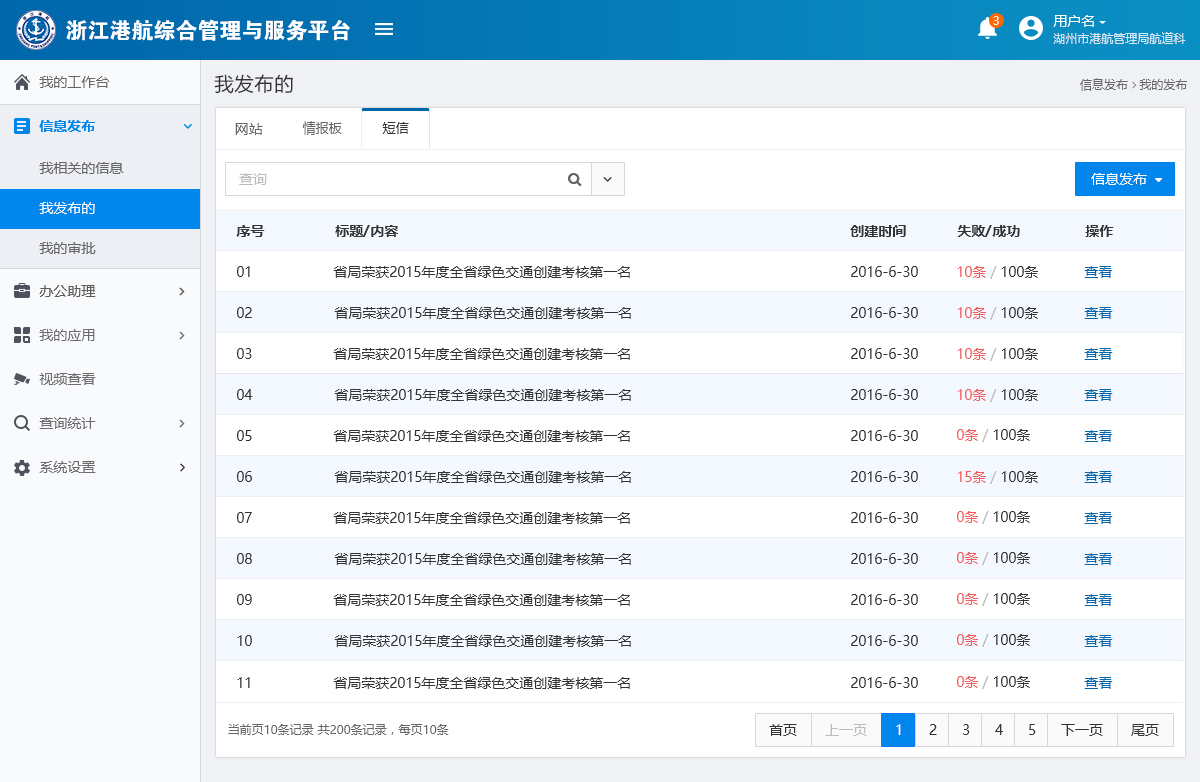 浙江港航综合管理与服务平台
3
用户名
湖州市港航管理局航道科
我的工作台
信息发布
我相关的信息
我发布的
我的审批
办公助理
我的应用
视频查看
查询统计
系统设置
我发布的
信息发布 > 我的发布
网站 情报板 短信
查询
信息发布
序号 标题/内容 创建时间 失败/成功 操作
01 省局荣获2015年度全省绿色交通创建考核第一名 2016-6-30 10条 / 100条 查看
02 省局荣获2015年度全省绿色交通创建考核第一名 2016-6-30 10条 / 100条 查看
03 省局荣获2015年度全省绿色交通创建考核第一名 2016-6-30 10条 / 100条 查看
04 省局荣获2015年度全省绿色交通创建考核第一名 2016-6-30 10条 / 100条 查看
05 省局荣获2015年度全省绿色交通创建考核第一名 2016-6-30 0条 / 100条 查看
06 省局荣获2015年度全省绿色交通创建考核第一名 2016-6-30 15条 / 100条 查看
07 省局荣获2015年度全省绿色交通创建考核第一名 2016-6-30 0条 / 100条 查看
08 省局荣获2015年度全省绿色交通创建考核第一名 2016-6-30 0条 / 100条 查看
09 省局荣获2015年度全省绿色交通创建考核第一名 2016-6-30 0条 / 100条 查看
10 省局荣获2015年度全省绿色交通创建考核第一名 2016-6-30 0条 / 100条 查看
11 省局荣获2015年度全省绿色交通创建考核第一名 2016-6-30 0条 / 100条 查看
当前页10条记录 共200条记录，每页10条
首页 上一页 1 2 3 4 5 下一页 尾页